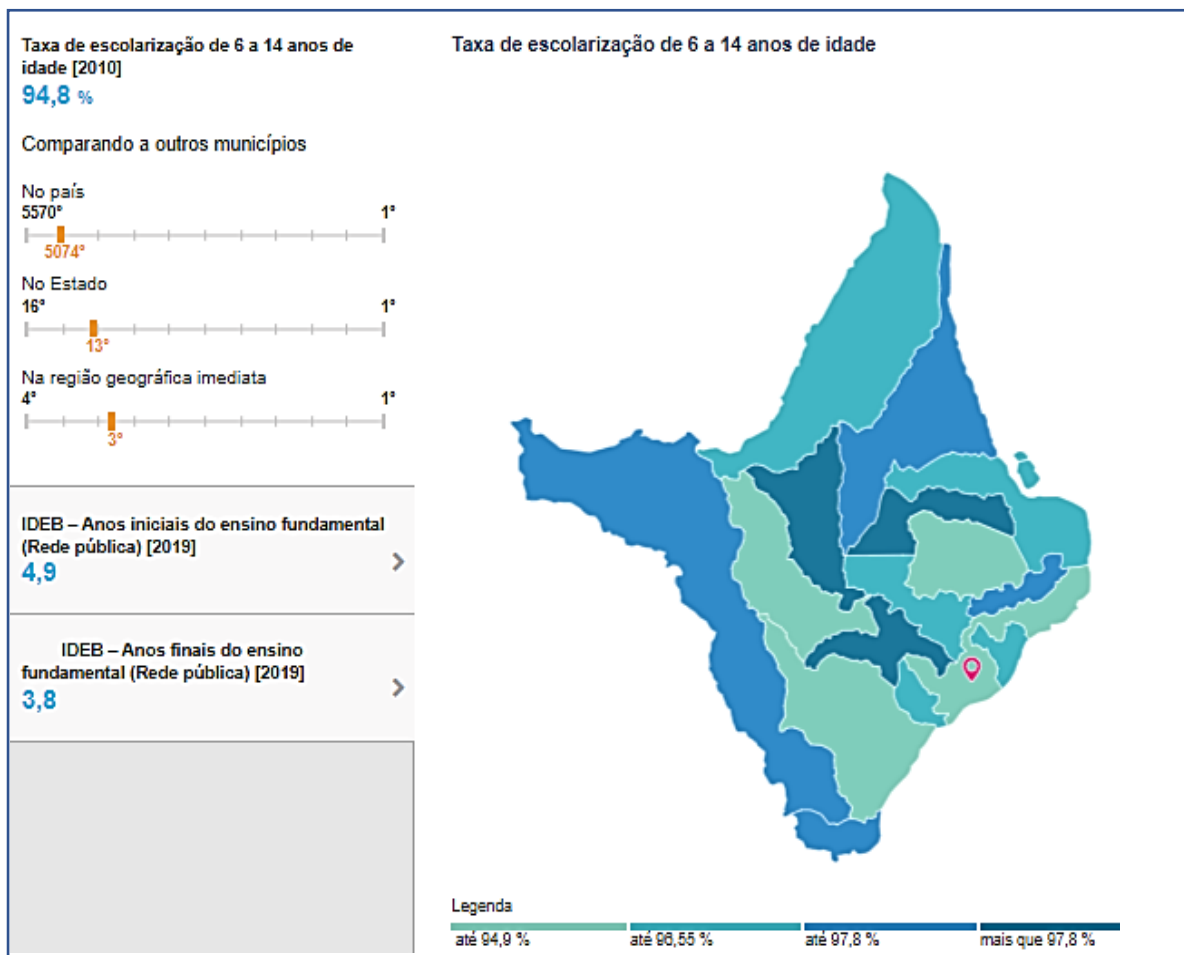 Taxa de escolarização de 6 a 14 anos de
idade [2010]
94,8 %
Comparando a outros municípios
No país
5570° 1°
5074°
No Estado
16° 1°
13°
Na região geográfica imediata
4° 1°
3°
IDEB – Anos iniciais do ensino fundamental
(Rede pública) [2019]
4,9
IDEB – Anos finais do ensino
fundamental (Rede pública) [2019]
3,8
Taxa de escolarização de 6 a 14 anos de idade
Legenda
até 94,9 % até 96,55 % até 97,8 % mais que 97,8 %